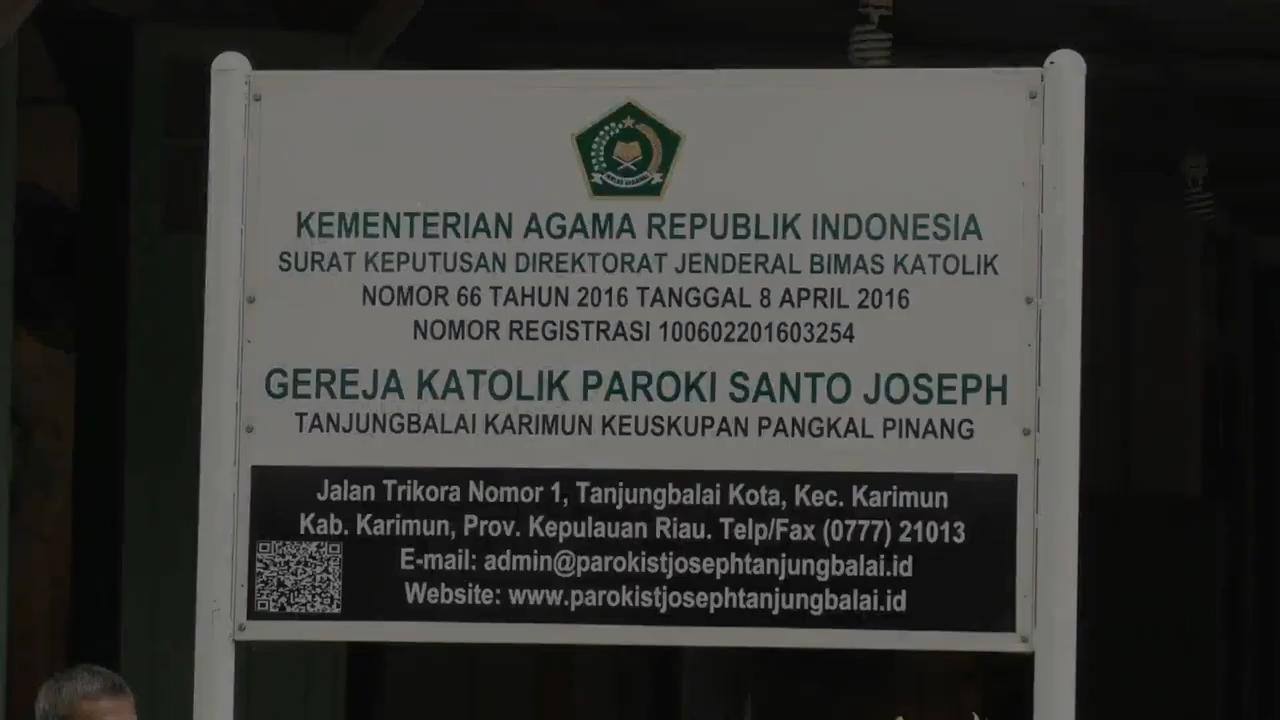 KEMENTERIAN AGAMA REPUBLIK INDONESIA
SURAT KEPUTUSAN DIREKTORAT JENDERAL BIMAS KATOLIK
NOMOR 66 TAHUN 2016 TANGGAL 8 APRIL 2016
NOMOR REGISTRASI 100602201603254
GEREJA KATOLIK PAROKI SANTO JOSEPH
TANJUNGBALAI KARIMUN KEUSKUPAN PANGKAL PINANG
Jalan Trikora Nomor 1, Tanjungbalai Kota, Kec. Karimun
Kab. Karimun, Prov. Kepulauan Riau. Telp/Fax (0777) 21013
E-mail: admin@parokistjosephtanjungbalai.id
Website: www.parokistjosephtanjungbalai.id